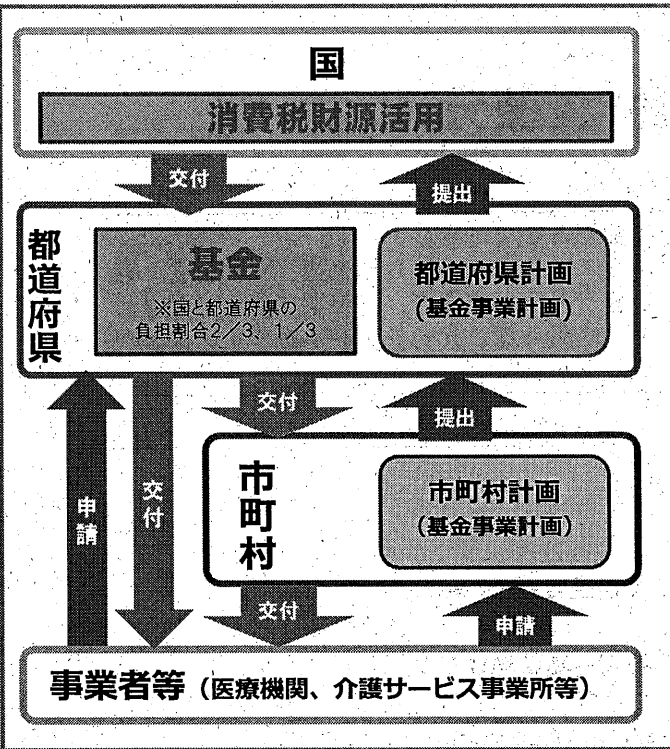 国
消費税財源活用
交付
提出
都道府県
基金
※国と都道府県の
負担割合2/3、1/3
都道府県計画
(基金事業計画)
交付
提出
申請
交付
市町村
市町村計画
(基金事業計画)
交付
申請
事業者等（医療機関、介護サービス事業所等）